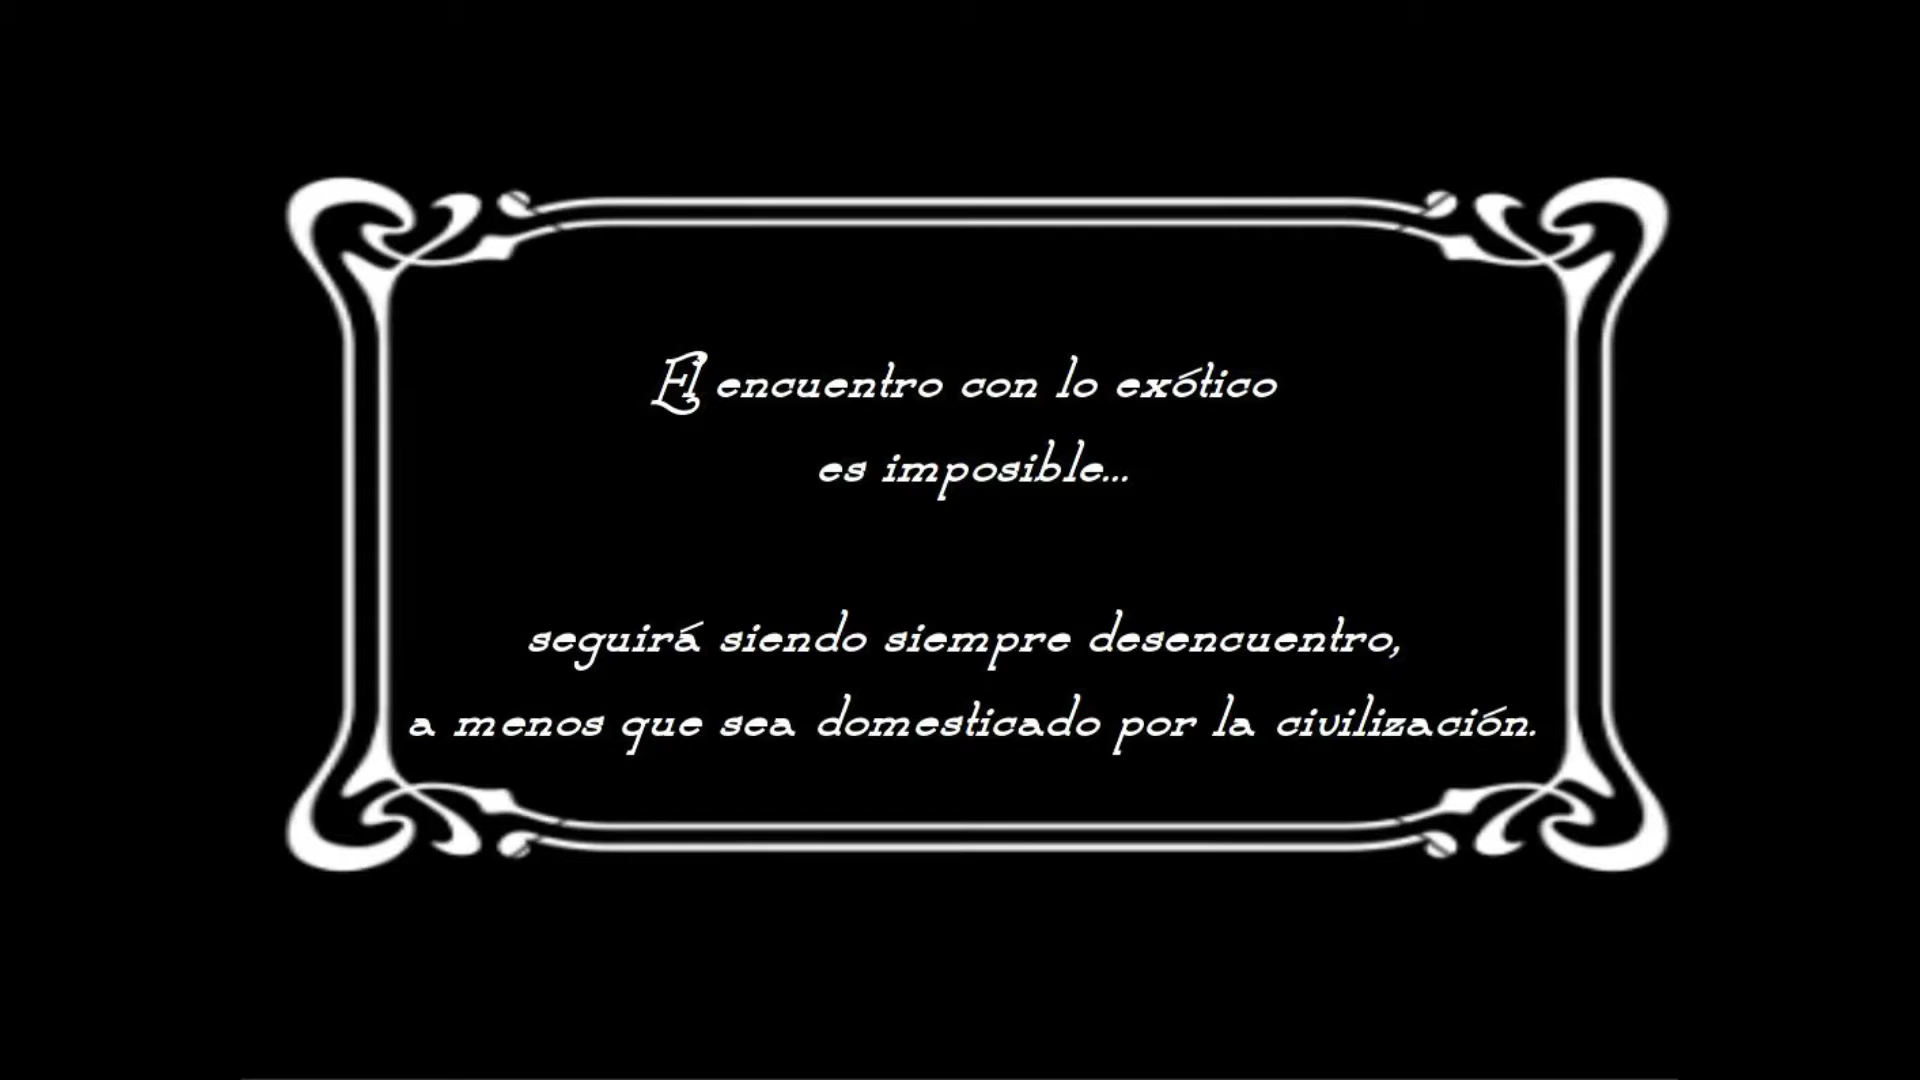 El encuentro con lo exótico
es imposible...
seguirá siendo siempre desencuentro,
a menos que sea domesticado por la civilización.